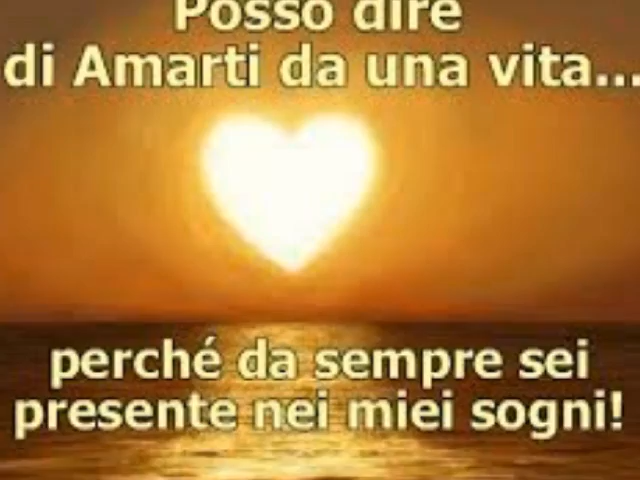 Posso dire
di Amarti da una vita...
perché da sempre sei
presente nei miei sogni!